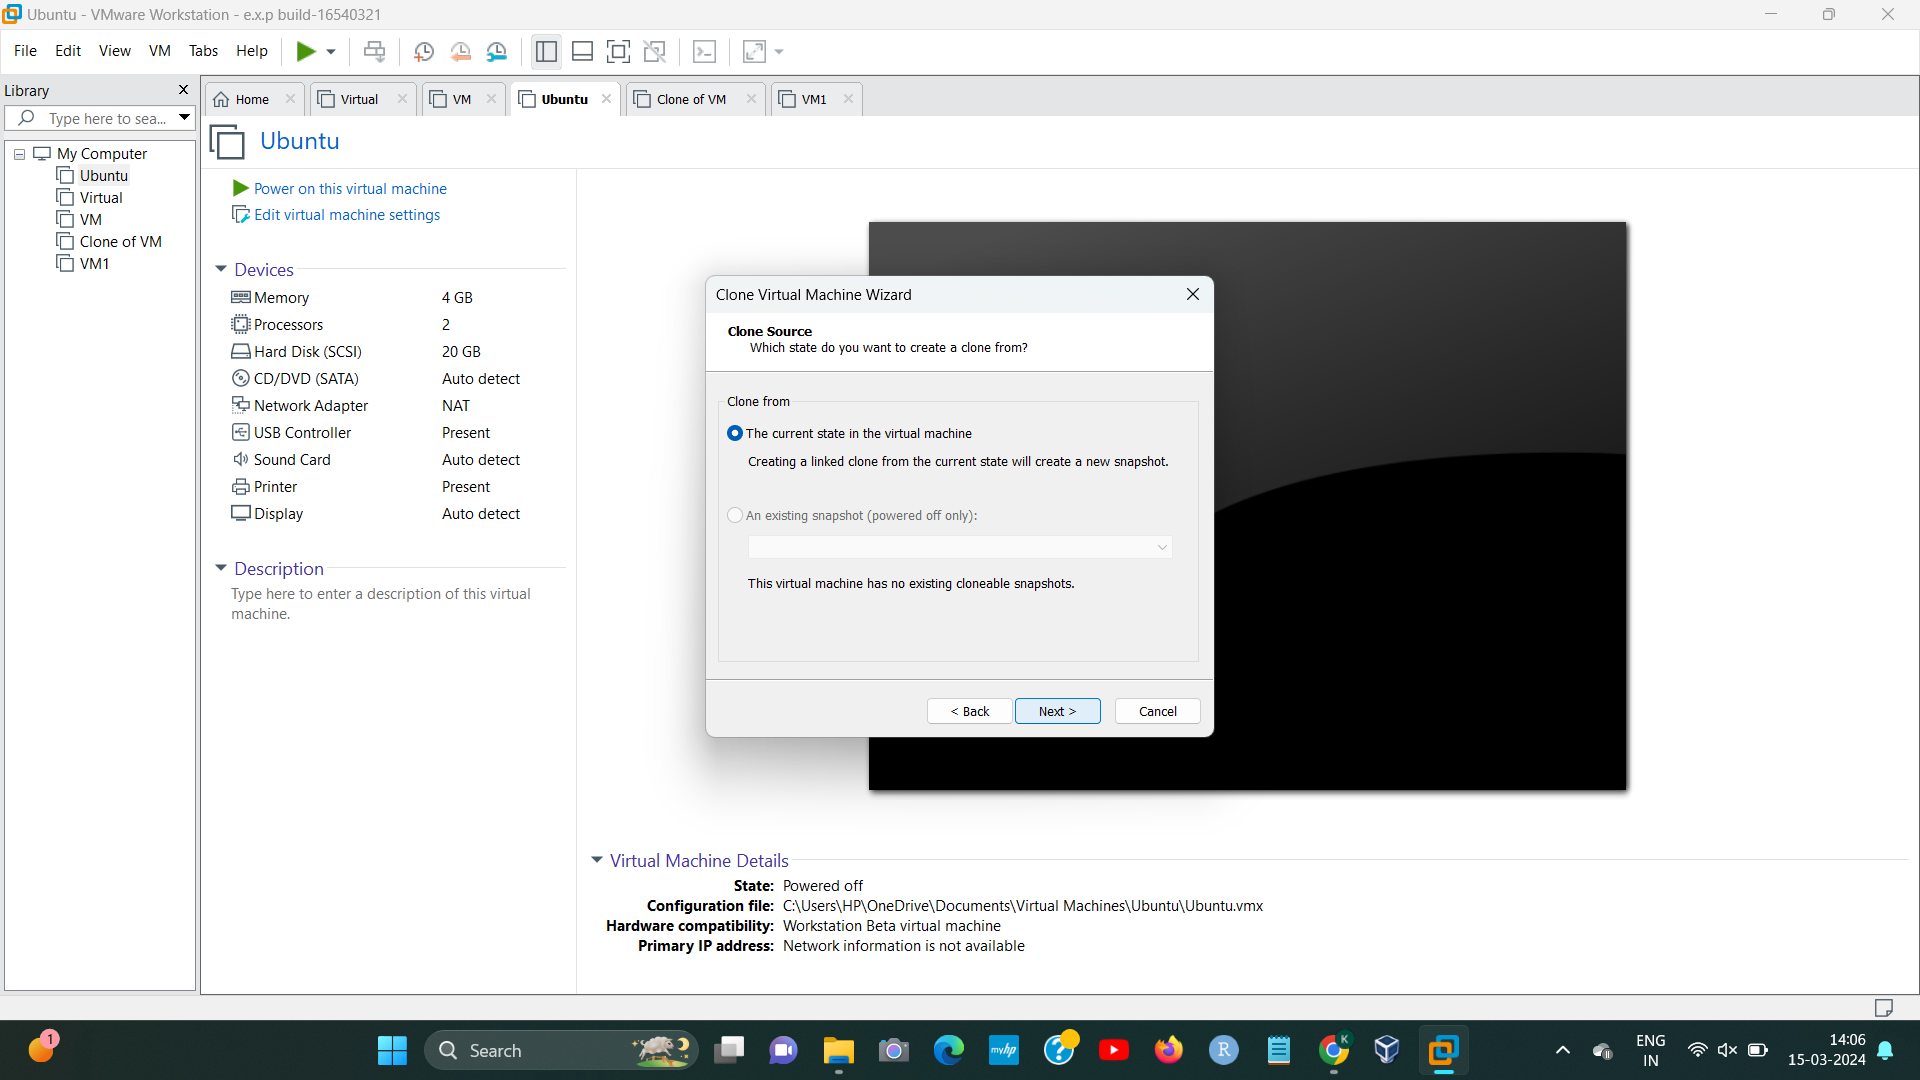 Ubuntu - VMware Workstation - e.x.p build-16540321
File Edit View VM Tabs Help
Library
Type here to sea...
My Computer
Ubuntu
Virtual
VM
Clone of VM
VM1
Home
Virtual
VM
Ubuntu
Clone of VM
VM1
Ubuntu
Power on this virtual machine
Edit virtual machine settings
Devices
Memory 4 GB
Processors 2
Hard Disk (SCSI) 20 GB
CD/DVD (SATA) Auto detect
Network Adapter NAT
USB Controller Present
Sound Card Auto detect
Printer Present
Display Auto detect
Description
Type here to enter a description of this virtual
machine.
Clone Virtual Machine Wizard
Clone Source
Which state do you want to create a clone from?
Clone from
The current state in the virtual machine
Creating a linked clone from the current state will create a new snapshot.
An existing snapshot (powered off only):
This virtual machine has no existing cloneable snapshots.
< Back Next > Cancel
Virtual Machine Details
State: Powered off
Configuration file: C:\Users\HP\OneDrive\Documents\Virtual Machines\Ubuntu\Ubuntu.vmx
Hardware compatibility: Workstation Beta virtual machine
Primary IP address: Network information is not available
1
Search
myhp
?
R
K
ENG
IN
14:06
15-03-2024